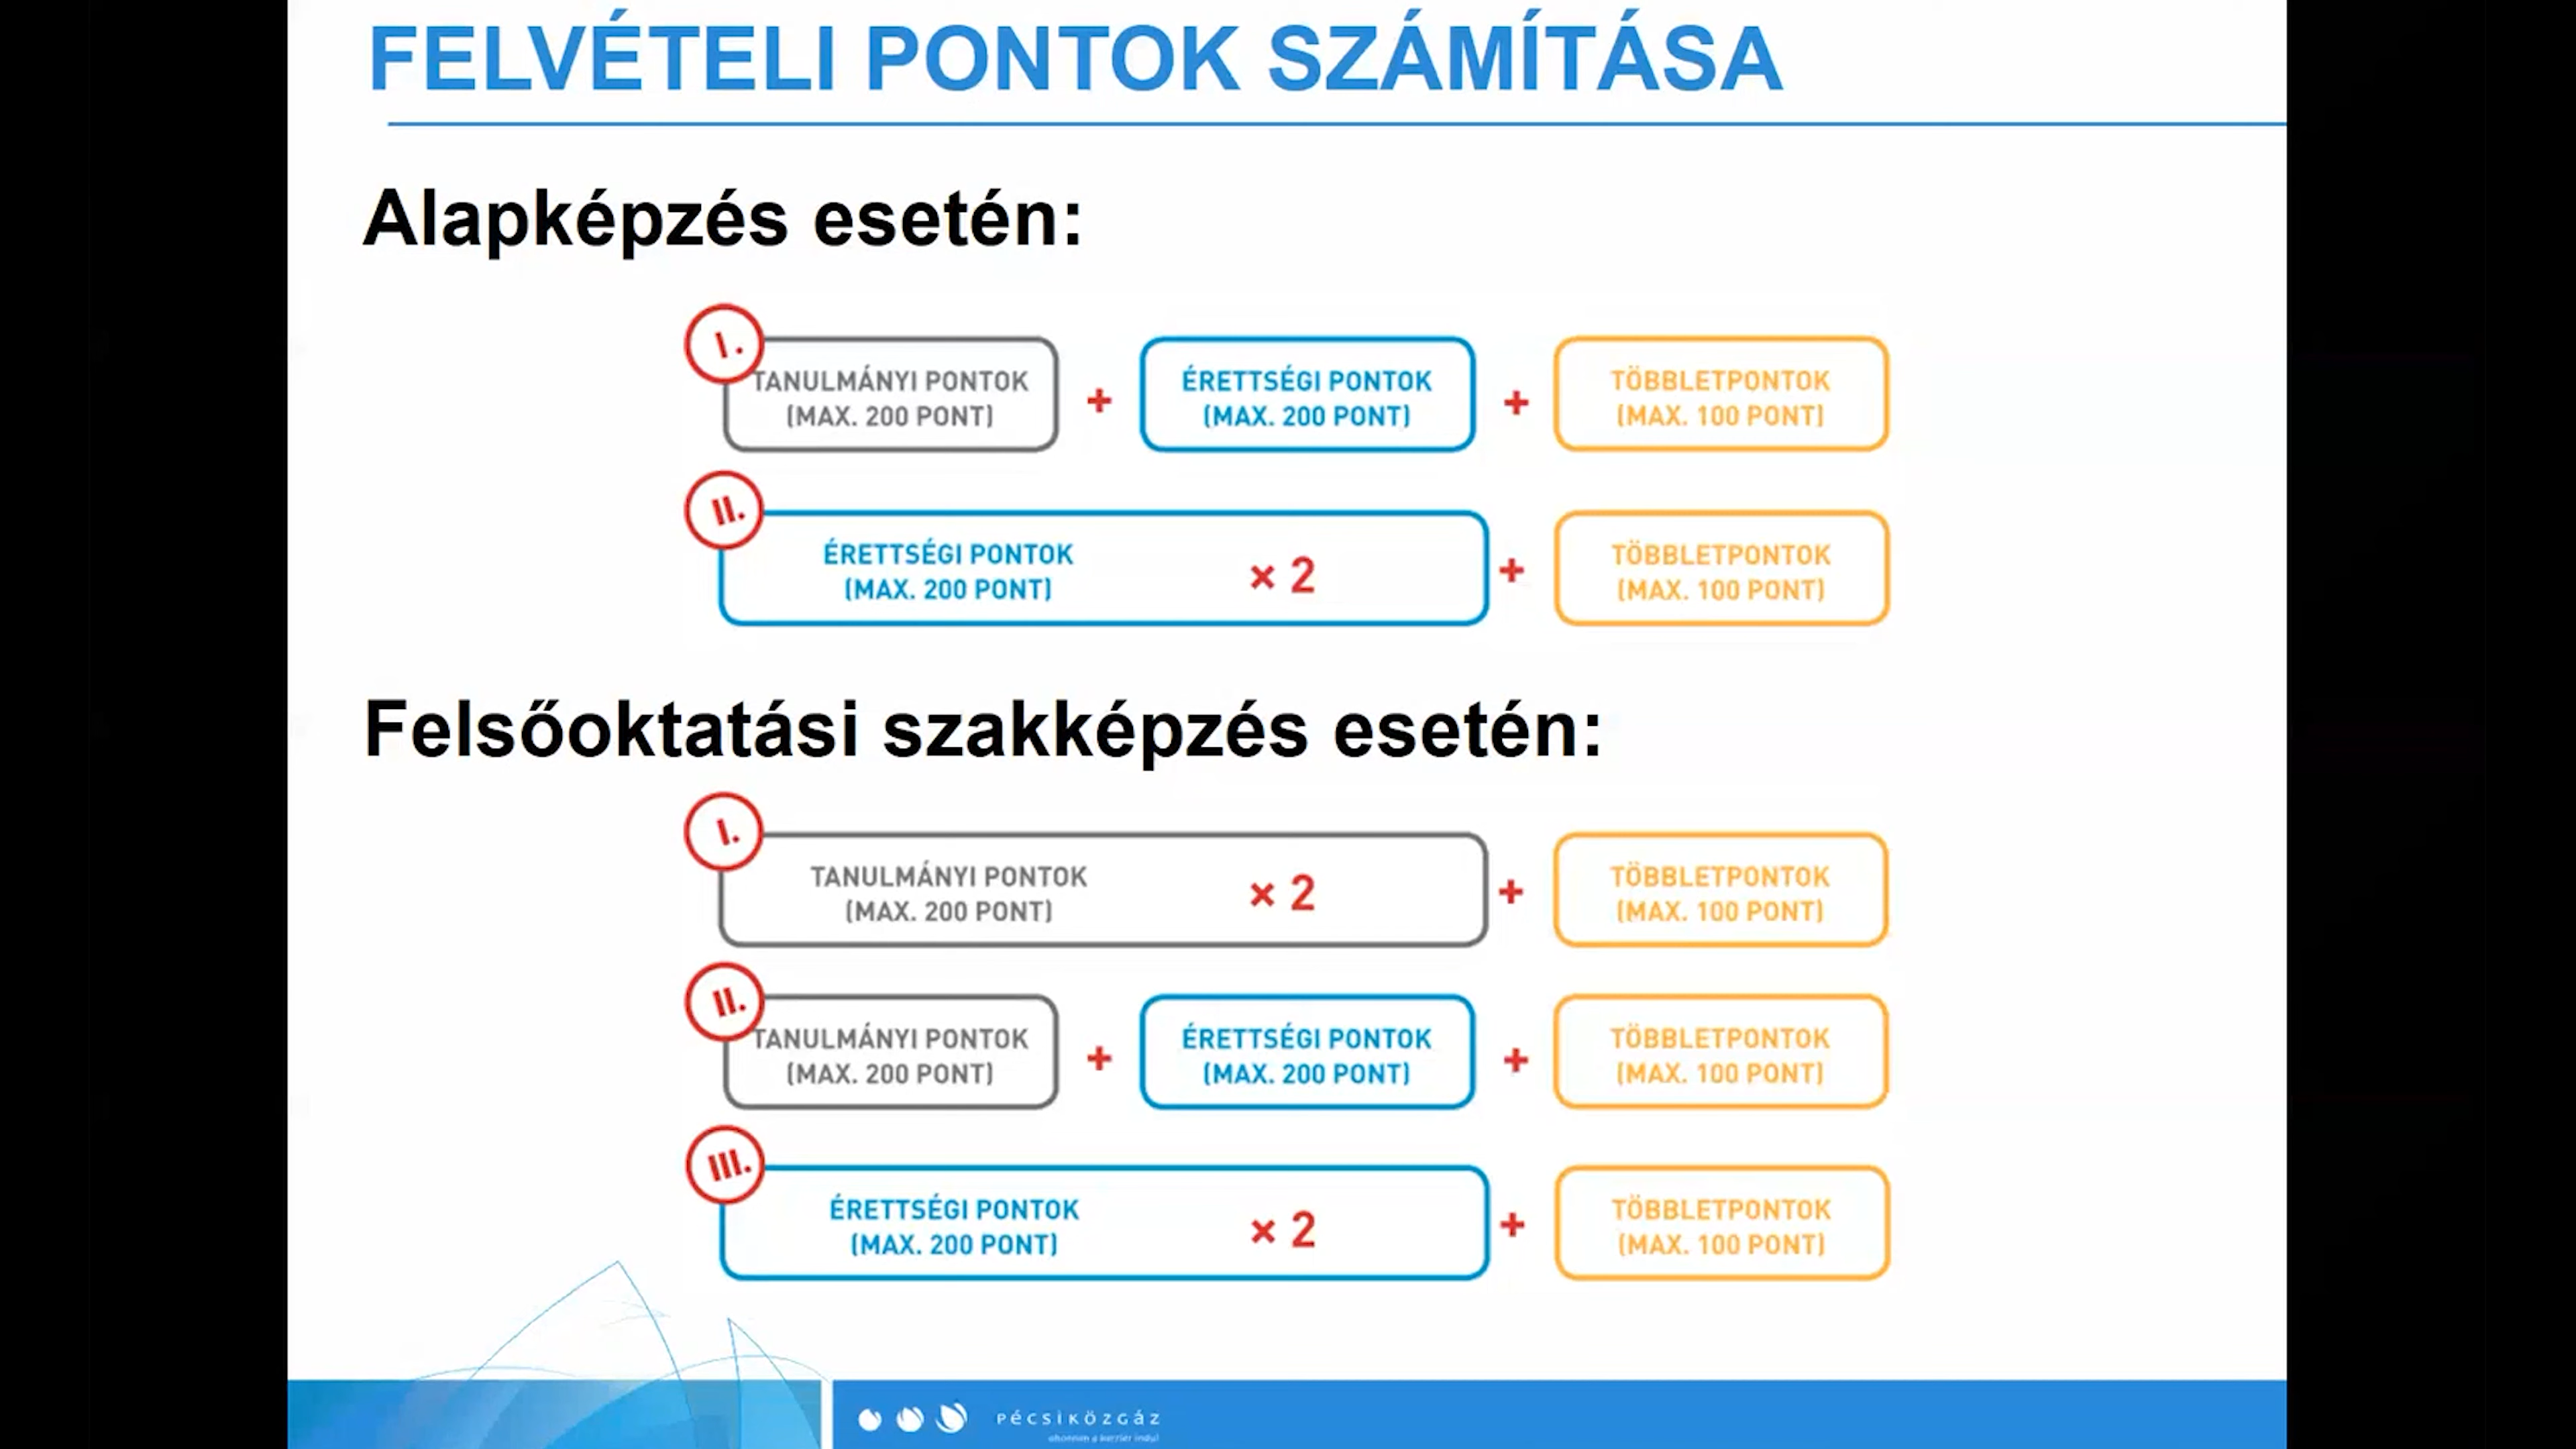 FELVÉTELI PONTOK SZÁMÍTÁSA
Alapképzés esetén:
I.
TANULMÁNYI PONTOK
(MAX. 200 PONT)
+
ÉRETTSÉGI PONTOK
(MAX. 200 PONT)
+
TÖBBLETPONTOK
(MAX. 100 PONT)
II.
ÉRETTSÉGI PONTOK
(MAX. 200 PONT)
× 2
+
TÖBBLETPONTOK
(MAX. 100 PONT)
Felsőoktatási szakképzés esetén:
I.
TANULMÁNYI PONTOK
(MAX. 200 PONT)
× 2
+
TÖBBLETPONTOK
(MAX. 100 PONT)
II.
TANULMÁNYI PONTOK
(MAX. 200 PONT)
+
ÉRETTSÉGI PONTOK
(MAX. 200 PONT)
+
TÖBBLETPONTOK
(MAX. 100 PONT)
III.
ÉRETTSÉGI PONTOK
(MAX. 200 PONT)
× 2
+
TÖBBLETPONTOK
(MAX. 100 PONT)
PéCSiKÖZGáZ
ahonnan a karrier indul